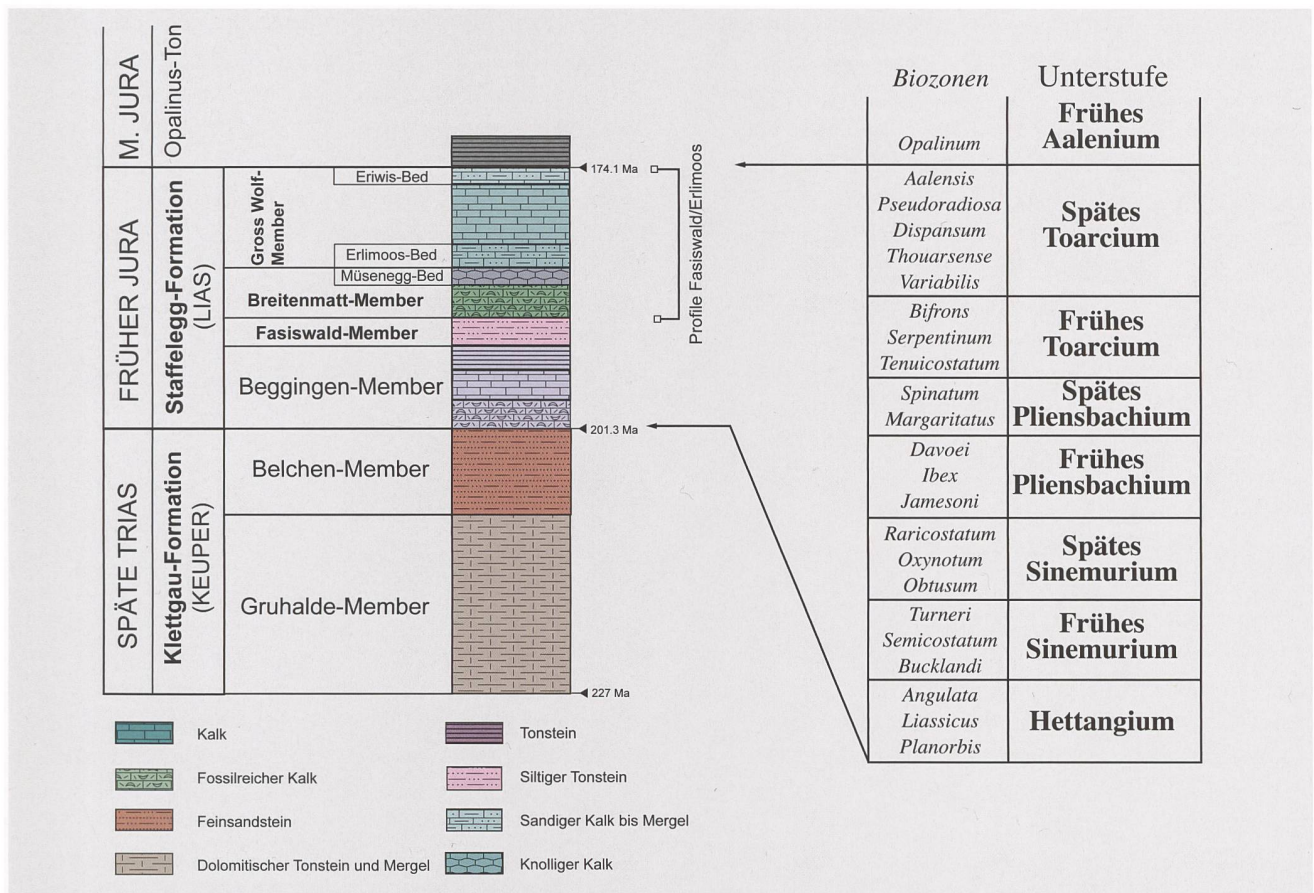 M. JURA
Opalinus-Ton
FRÜHER JURA
Staffelegg-Formation
(LIAS)
SPÄTE TRIAS
Klettgau-Formation
(KEUPER)
Gross Wolf-
Member
Eriwis-Bed
Erlimoos-Bed
Müsenegg-Bed
Breitenmatt-Member
Fasiswald-Member
Beggingen-Member
Belchen-Member
Gruhalde-Member
174.1 Ma
201.3 Ma
227 Ma
Profile Fasiswald/Erlimoos
Biozonen
Unterstufe
Opalinum
Frühes
Aalenium
Aalensis
Pseudoradiosa
Dispansum
Thouarsense
Variabilis
Spätes
Toarcium
Bifrons
Serpentinum
Tenuicostatum
Frühes
Toarcium
Spinatum
Margaritatus
Spätes
Pliensbachium
Davoei
Ibex
Jamesoni
Frühes
Pliensbachium
Raricostatum
Oxynotum
Obtusum
Spätes
Sinemurium
Turneri
Semicostatum
Bucklandi
Frühes
Sinemurium
Angulata
Liassicus
Planorbis
Hettangium
Kalk
Fossilreicher Kalk
Feinsandstein
Dolomitischer Tonstein und Mergel
Tonstein
Siltiger Tonstein
Sandiger Kalk bis Mergel
Knolliger Kalk